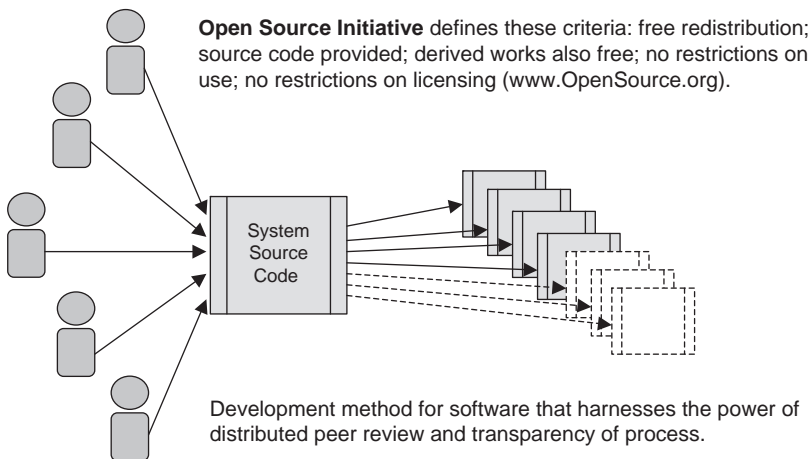 Open Source Initiative defines these criteria: free redistribution;
source code provided; derived works also free; no restrictions on
use; no restrictions on licensing (www.OpenSource.org).
System
Source
Code
Development method for software that harnesses the power of
distributed peer review and transparency of process.